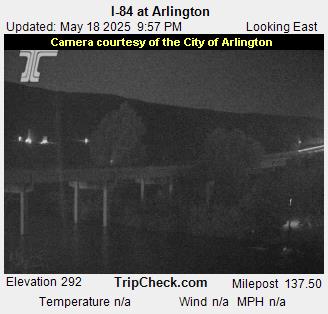 I-84 at Arlington
Updated: May 18 2025 9:57 PM Looking East
Camera courtesy of the City of Arlington
Elevation 292 TripCheck.com Milepost 137.50
Temperature n/a Wind n/a MPH n/a